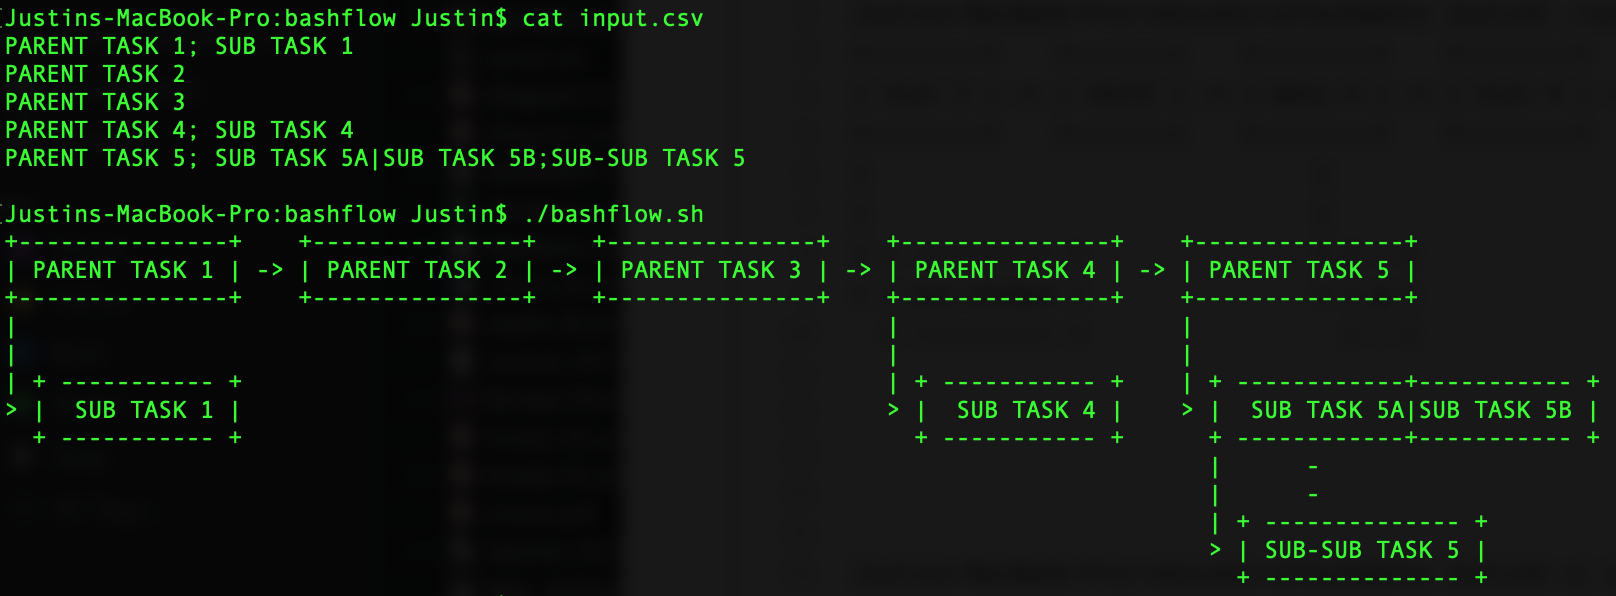 [Justins-MacBook-Pro:bashflow Justin$ cat input.csv
PARENT TASK 1; SUB TASK 1
PARENT TASK 2
PARENT TASK 3
PARENT TASK 4; SUB TASK 4
PARENT TASK 5; SUB TASK 5A|SUB TASK 5B;SUB-SUB TASK 5

[Justins-MacBook-Pro:bashflow Justin$ ./bashflow.sh
+---------------+    +---------------+    +---------------+    +---------------+    +---------------+
| PARENT TASK 1 | -> | PARENT TASK 2 | -> | PARENT TASK 3 | -> | PARENT TASK 4 | -> | PARENT TASK 5 |
+---------------+    +---------------+    +---------------+    +---------------+    +---------------+
|                                                              |                    |
|                                                              |                    |
| + ----------- +                                              | + ----------- +    | + ------------+----------- +
> |  SUB TASK 1 |                                              > |  SUB TASK 4 |    > |  SUB TASK 5A|SUB TASK 5B |
  + ----------- +                                                + ----------- +      + ------------+----------- +
                                                                                      |      -
                                                                                      |      -
                                                                                      | + -------------- +
                                                                                      > | SUB-SUB TASK 5 |
                                                                                        + -------------- +